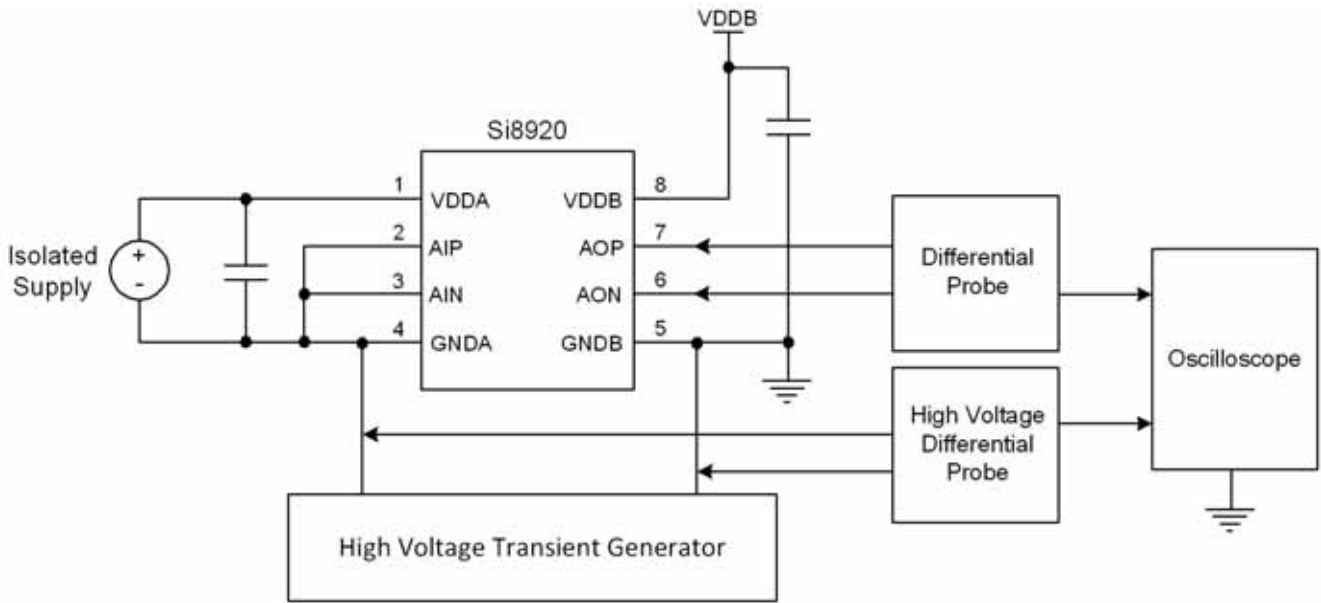 VDDB
Si8920
1
VDDA
VDDB
8
2
AIP
AOP
7
3
AIN
AON
6
4
GNDA
GNDB
5
Isolated
Supply
+
-
Differential
Probe
High Voltage
Differential
Probe
Oscilloscope
High Voltage Transient Generator